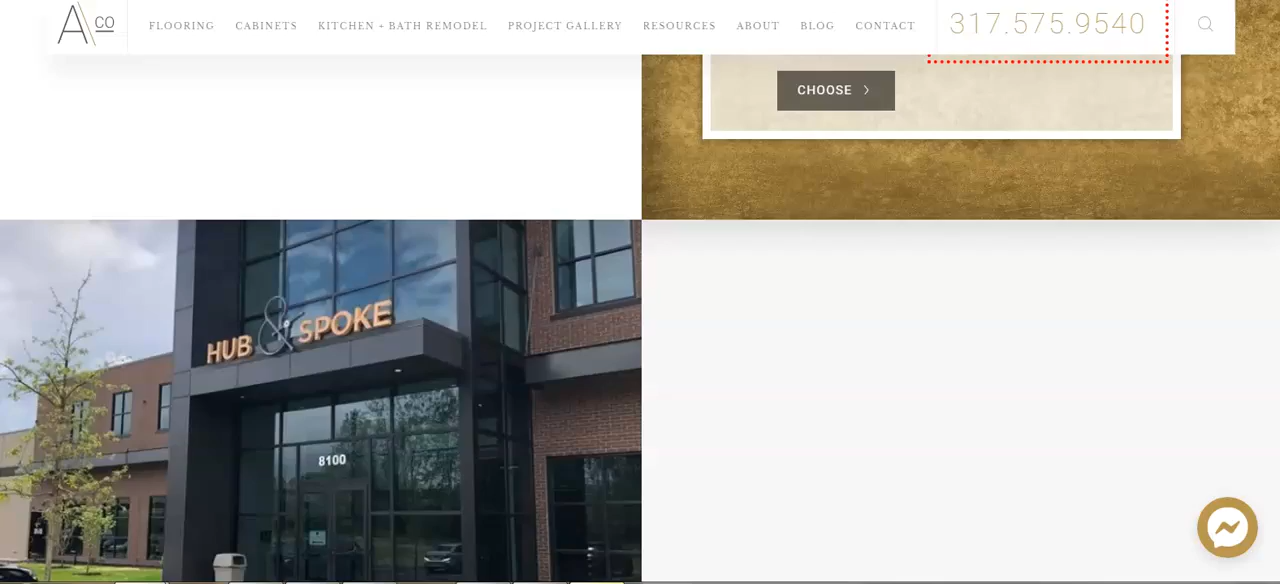 A CO
FLOORING CABINETS KITCHEN + BATH REMODEL PROJECT GALLERY RESOURCES ABOUT BLOG CONTACT 317.575.9540
CHOOSE
HUB & SPOKE
8100